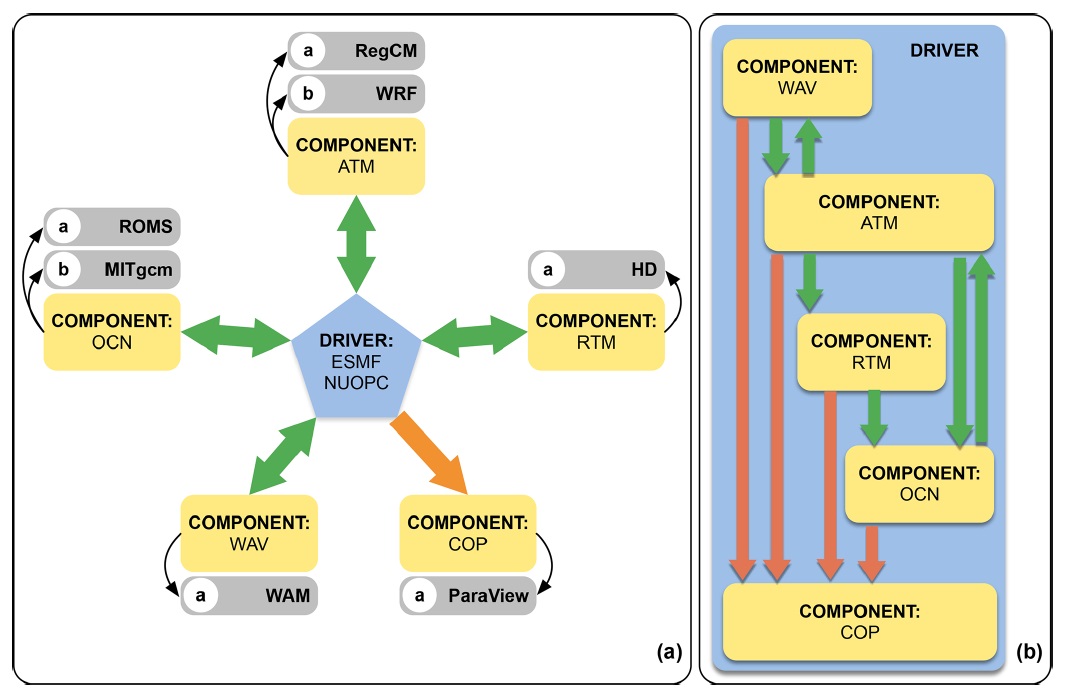 a RegCM
b WRF
COMPONENT:
ATM
a ROMS
b MITgcm
COMPONENT:
OCN
a HD
COMPONENT:
RTM
DRIVER:
ESMF
NUOPC
COMPONENT:
WAV
a WAM
COMPONENT:
COP
a ParaView
(a)
DRIVER
COMPONENT:
WAV
COMPONENT:
ATM
COMPONENT:
RTM
COMPONENT:
OCN
COMPONENT:
COP
(b)